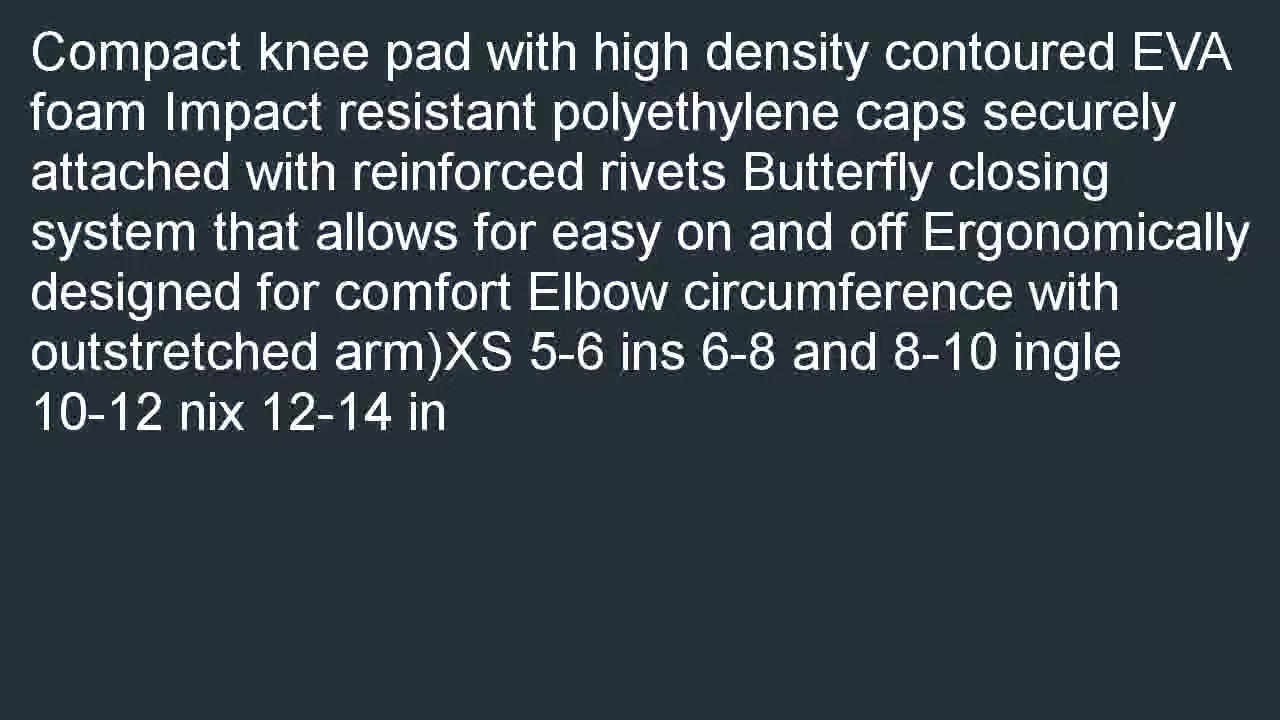 Compact knee pad with high density contoured EVA
foam Impact resistant polyethylene caps securely
attached with reinforced rivets Butterfly closing
system that allows for easy on and off Ergonomically
designed for comfort Elbow circumference with
outstretched arm)XS 5-6 ins 6-8 and 8-10 ingle
10-12 nix 12-14 in